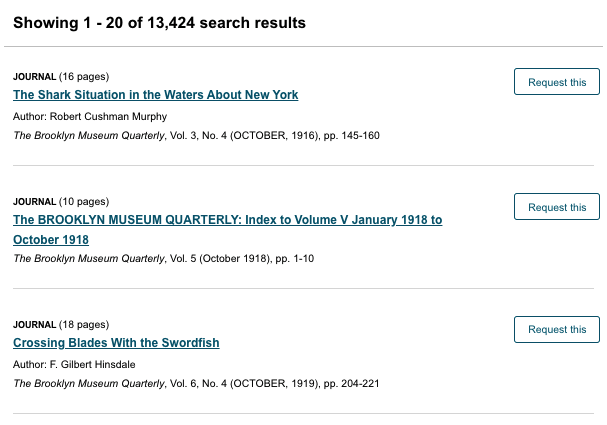 Showing 1 - 20 of 13,424 search results
JOURNAL (16 pages)
Request this
The Shark Situation in the Waters About New York
Author: Robert Cushman Murphy
The Brooklyn Museum Quarterly, Vol. 3, No. 4 (OCTOBER, 1916), pp. 145-160
JOURNAL (10 pages)
Request this
The BROOKLYN MUSEUM QUARTERLY: Index to Volume V January 1918 to
October 1918
The Brooklyn Museum Quarterly, Vol. 5 (October 1918), pp. 1-10
JOURNAL (18 pages)
Request this
Crossing Blades With the Swordfish
Author: F. Gilbert Hinsdale
The Brooklyn Museum Quarterly, Vol. 6, No. 4 (OCTOBER, 1919), pp. 204-221